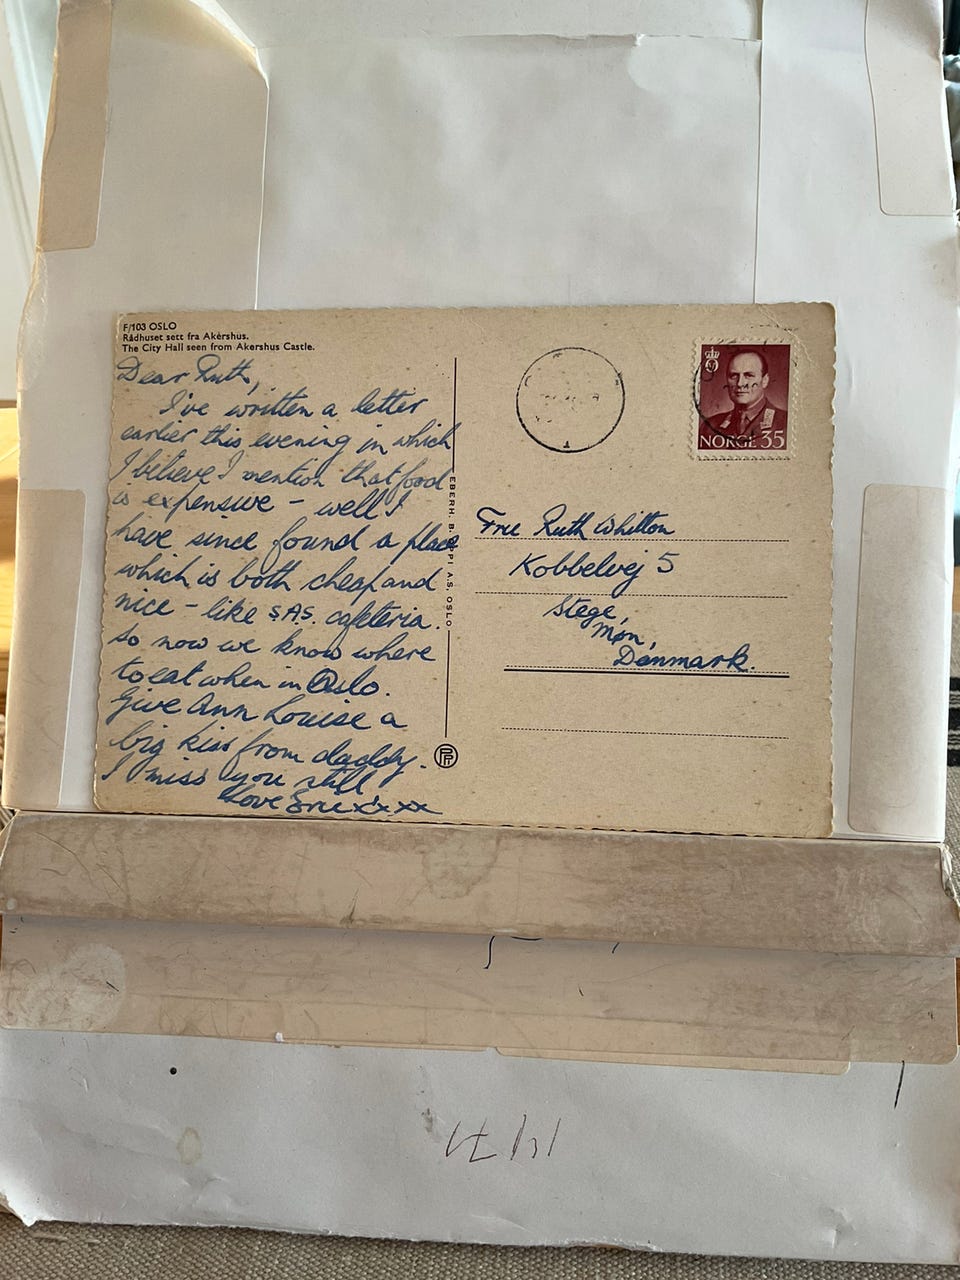 F/103 OSLO
Rådhuset sett fra Akershus.
The City Hall seen from Akershus Castle.
Dear Ruth,
I've written a letter
earlier this evening in which
I believe I mention that food
is expensive – well I
have since found a place
which is both cheap and
nice – like S.A.S. cafeteria.
So now we know where
to eat when in Oslo.
Give Ann Louise a
big kiss from daddy.
I miss you still
Love xxxx
EBERH. B. OPPI A.S. OSLO
NORGE 35
Ruth Whitton
Kobbelvej 5
Stege,
Møn,
Danmark.